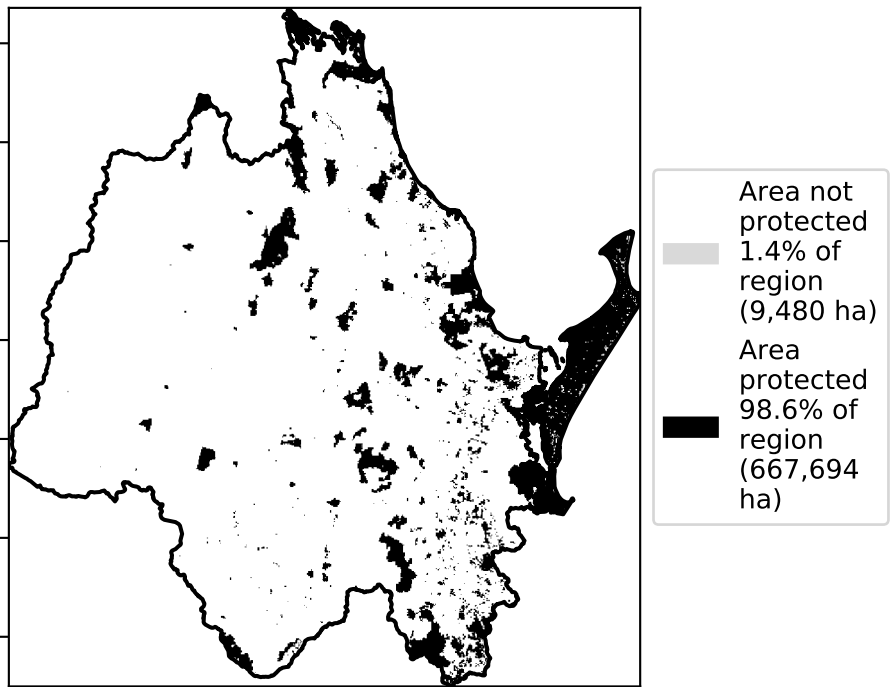 Area not
protected
1.4% of
region
(9,480 ha)
Area
protected
98.6% of
region
(667,694
ha)